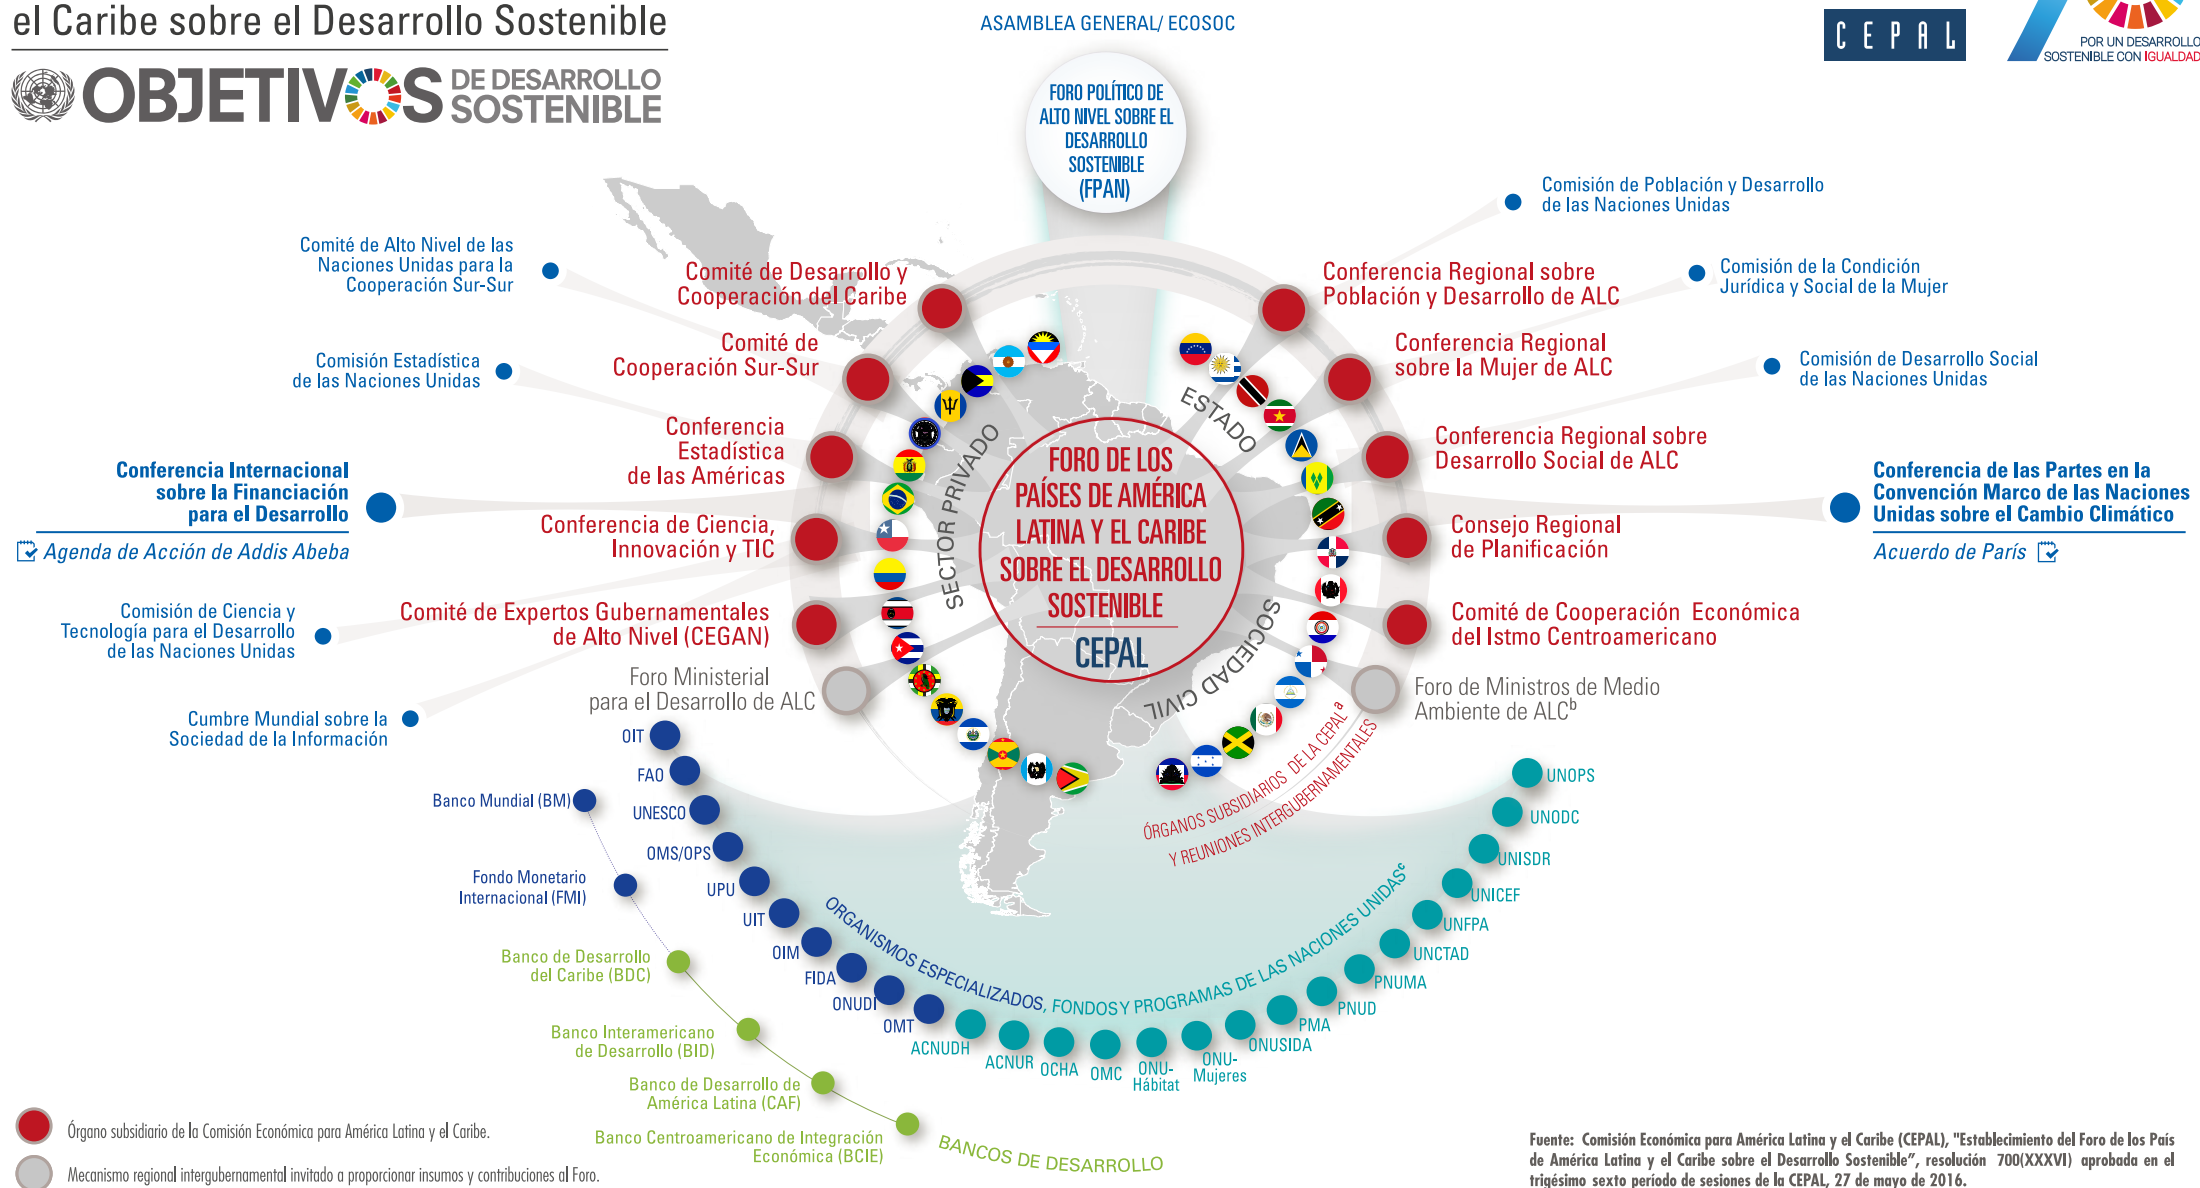 el Caribe sobre el Desarrollo Sostenible
OBJETIVOS DE DESARROLLO
SOSTENIBLE
ASAMBLEA GENERAL/ ECOSOC
CEPAL
POR UN DESARROLLO
SOSTENIBLE CON IGUALDAD
FORO POLÍTICO DE
ALTO NIVEL SOBRE EL
DESARROLLO
SOSTENIBLE
(FPAN)
Comité de Alto Nivel de las
Naciones Unidas para la
Cooperación Sur-Sur
Comisión Estadística
de las Naciones Unidas
Conferencia Internacional
sobre la Financiación
para el Desarrollo
Agenda de Acción de Addis Abeba
Comisión de Ciencia y
Tecnología para el Desarrollo
de las Naciones Unidas
Cumbre Mundial sobre la
Sociedad de la Información
Comité de Desarrollo y
Cooperación del Caribe
Comité de
Cooperación Sur-Sur
Conferencia
Estadística
de las Américas
Conferencia de Ciencia,
Innovación y TIC
Comité de Expertos Gubernamentales
de Alto Nivel (CEGAN)
Foro Ministerial
para el Desarrollo de ALC
SECTOR PRIVADO
ESTADO
SOCIEDAD CIVIL
FORO DE LOS
PAÍSES DE AMÉRICA
LATINA Y EL CARIBE
SOBRE EL DESARROLLO
SOSTENIBLE
CEPAL
Conferencia Regional sobre
Población y Desarrollo de ALC
Conferencia Regional
sobre la Mujer de ALC
Conferencia Regional sobre
Desarrollo Social de ALC
Consejo Regional
de Planificación
Comité de Cooperación Económica
del Istmo Centroamericano
Foro de Ministros de Medio
Ambiente de ALCᵇ
Comisión de Población y Desarrollo
de las Naciones Unidas
Comisión de la Condición
Jurídica y Social de la Mujer
Comisión de Desarrollo Social
de las Naciones Unidas
Conferencia de las Partes en la
Convención Marco de las Naciones
Unidas sobre el Cambio Climático
Acuerdo de París
ÓRGANOS SUBSIDIARIOS DE LA CEPALª
Y REUNIONES INTERGUBERNAMENTALES
OIT
FAO
UNESCO
OMS/OPS
UPU
UIT
OIM
FIDA
ONUDI
OMT
ACNUDH
ACNUR
OCHA
OMC
ONU-
Hábitat
ONU-
Mujeres
ONUSIDA
PMA
PNUD
PNUMA
UNCTAD
UNFPA
UNICEF
UNISDR
UNODC
UNOPS
ORGANISMOS ESPECIALIZADOS, FONDOS Y PROGRAMAS DE LAS NACIONES UNIDASᶜ
Banco Mundial (BM)
Fondo Monetario
Internacional (FMI)
Banco de Desarrollo
del Caribe (BDC)
Banco Interamericano
de Desarrollo (BID)
Banco de Desarrollo de
América Latina (CAF)
Banco Centroamericano de Integración
Económica (BCIE)
BANCOS DE DESARROLLO
Órgano subsidiario de la Comisión Económica para América Latina y el Caribe.
Mecanismo regional intergubernamental invitado a proporcionar insumos y contribuciones al Foro.
Fuente: Comisión Económica para América Latina y el Caribe (CEPAL), "Establecimiento del Foro de los País
de América Latina y el Caribe sobre el Desarrollo Sostenible", resolución 700(XXXVI) aprobada en el
trigésimo sexto período de sesiones de la CEPAL, 27 de mayo de 2016.